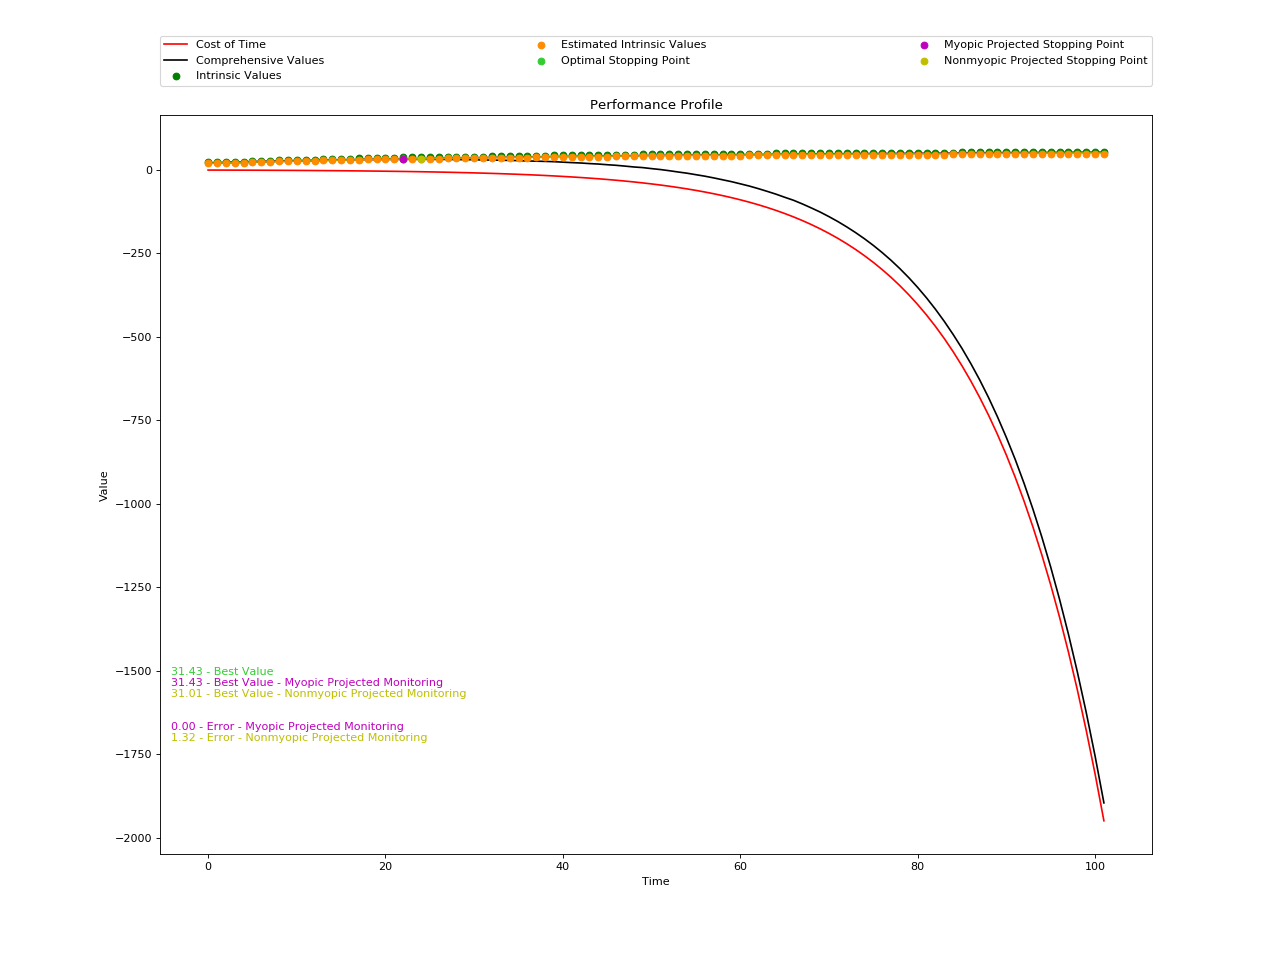 Cost of Time
Comprehensive Values
Intrinsic Values
Estimated Intrinsic Values
Optimal Stopping Point
Myopic Projected Stopping Point
Nonmyopic Projected Stopping Point
Performance Profile
Value
0
−250
−500
−750
−1000
−1250
−1500
−1750
−2000
31.43 - Best Value
31.43 - Best Value - Myopic Projected Monitoring
31.01 - Best Value - Nonmyopic Projected Monitoring
0.00 - Error - Myopic Projected Monitoring
1.32 - Error - Nonmyopic Projected Monitoring
0 20 40 60 80 100
Time